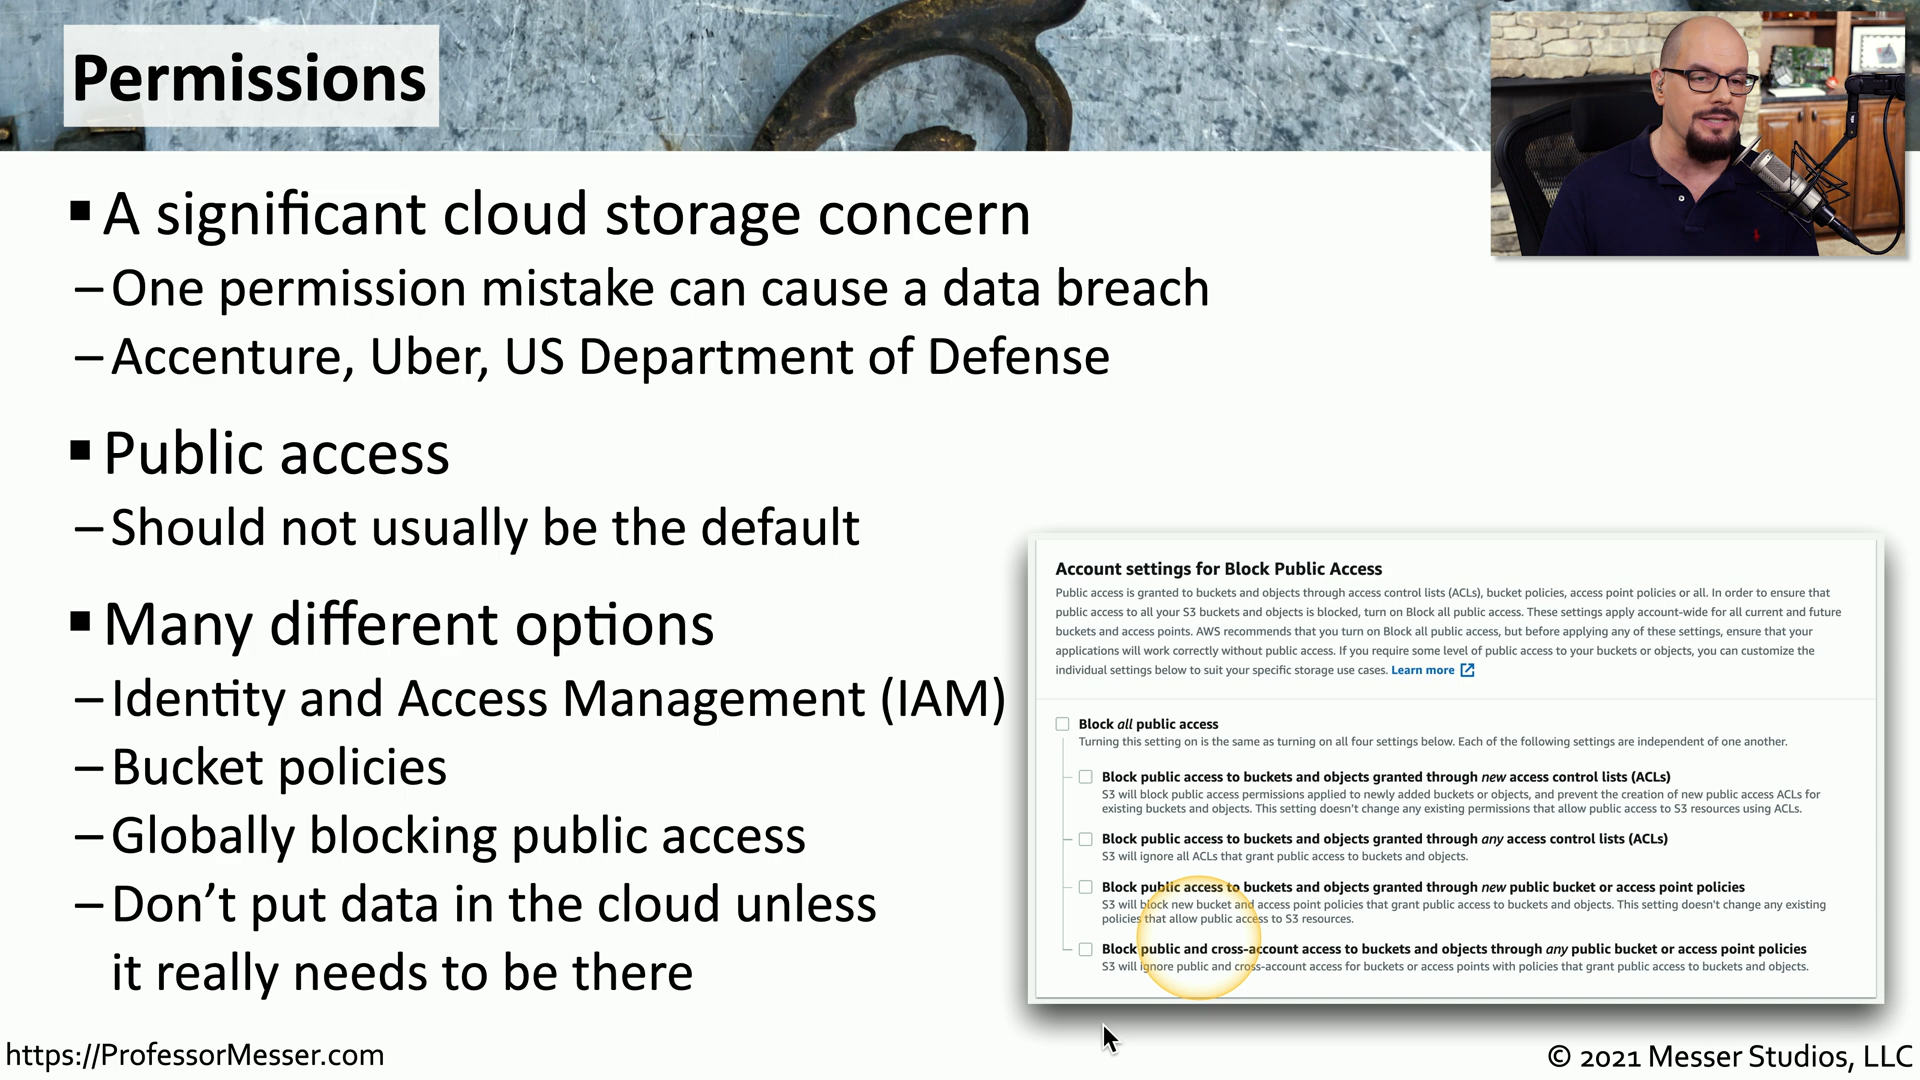 Permissions
▪ A significant cloud storage concern
– One permission mistake can cause a data breach
– Accenture, Uber, US Department of Defense
▪ Public access
– Should not usually be the default
▪ Many different options
– Identity and Access Management (IAM)
– Bucket policies
– Globally blocking public access
– Don’t put data in the cloud unless
it really needs to be there
Account settings for Block Public Access
Public access is granted to buckets and objects through access control lists (ACLs), bucket policies, access point policies or all. In order to ensure that
public access to all your S3 buckets and objects is blocked, turn on Block all public access. These settings apply account-wide for all current and future
buckets and access points. AWS recommends that you turn on Block all public access, but before applying any of these settings, ensure that your
applications will work correctly without public access. If you require some level of public access to your buckets or objects, you can customize the
individual settings below to suit your specific storage use cases. Learn more
Block all public access
Turning this setting on is the same as turning on all four settings below. Each of the following settings are independent of one another.
Block public access to buckets and objects granted through new access control lists (ACLs)
S3 will block public access permissions applied to newly added buckets or objects, and prevent the creation of new public access ACLs for
existing buckets and objects. This setting doesn't change any existing permissions that allow public access to S3 resources using ACLs.
Block public access to buckets and objects granted through any access control lists (ACLs)
S3 will ignore all ACLs that grant public access to buckets and objects.
Block public access to buckets and objects granted through new public bucket or access point policies
S3 will block new bucket and access point policies that grant public access to buckets and objects. This setting doesn't change any existing
policies that allow public access to S3 resources.
Block public and cross-account access to buckets and objects through any public bucket or access point policies
S3 will ignore public and cross-account access for buckets or access points with policies that grant public access to buckets and objects.
https://ProfessorMesser.com
© 2021 Messer Studios, LLC